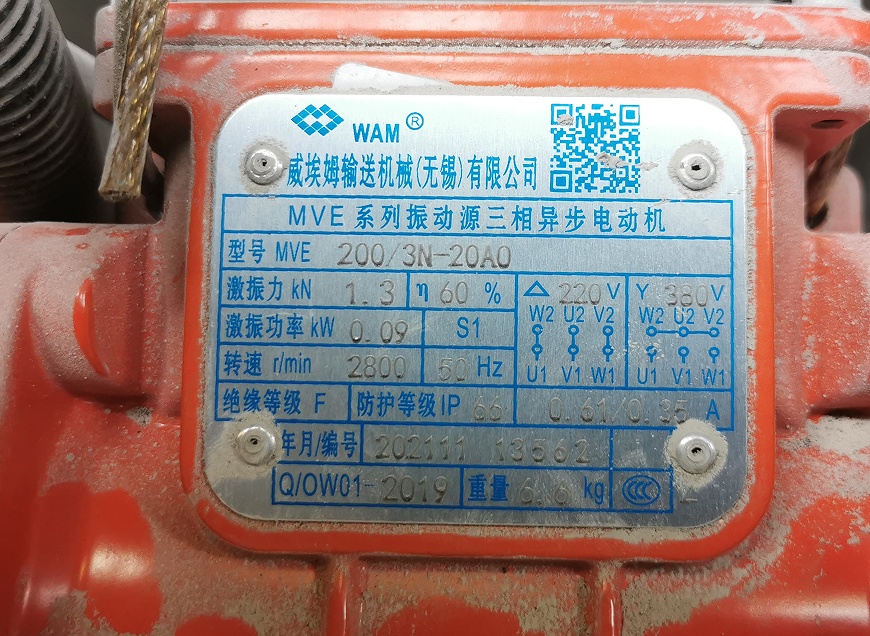 WAM®
威埃姆输送机械(无锡)有限公司
MVE 系列振动源三相异步电动机
型号 MVE 200/3N-20A0
激振力 kN 1.3 η 60 % △ 220 V Y 380 V
W2 U2 V2 W2 U2 V2
激振功率 kW 0.09 S1
转速 r/min 2800 50 Hz
U1 V1 W1 U1 V1 W1
绝缘等级 F 防护等级 IP 66 0.61/0.35 A
年月/编号 202111 13562
Q/OW01-2019 重量 6.6 kg CCC